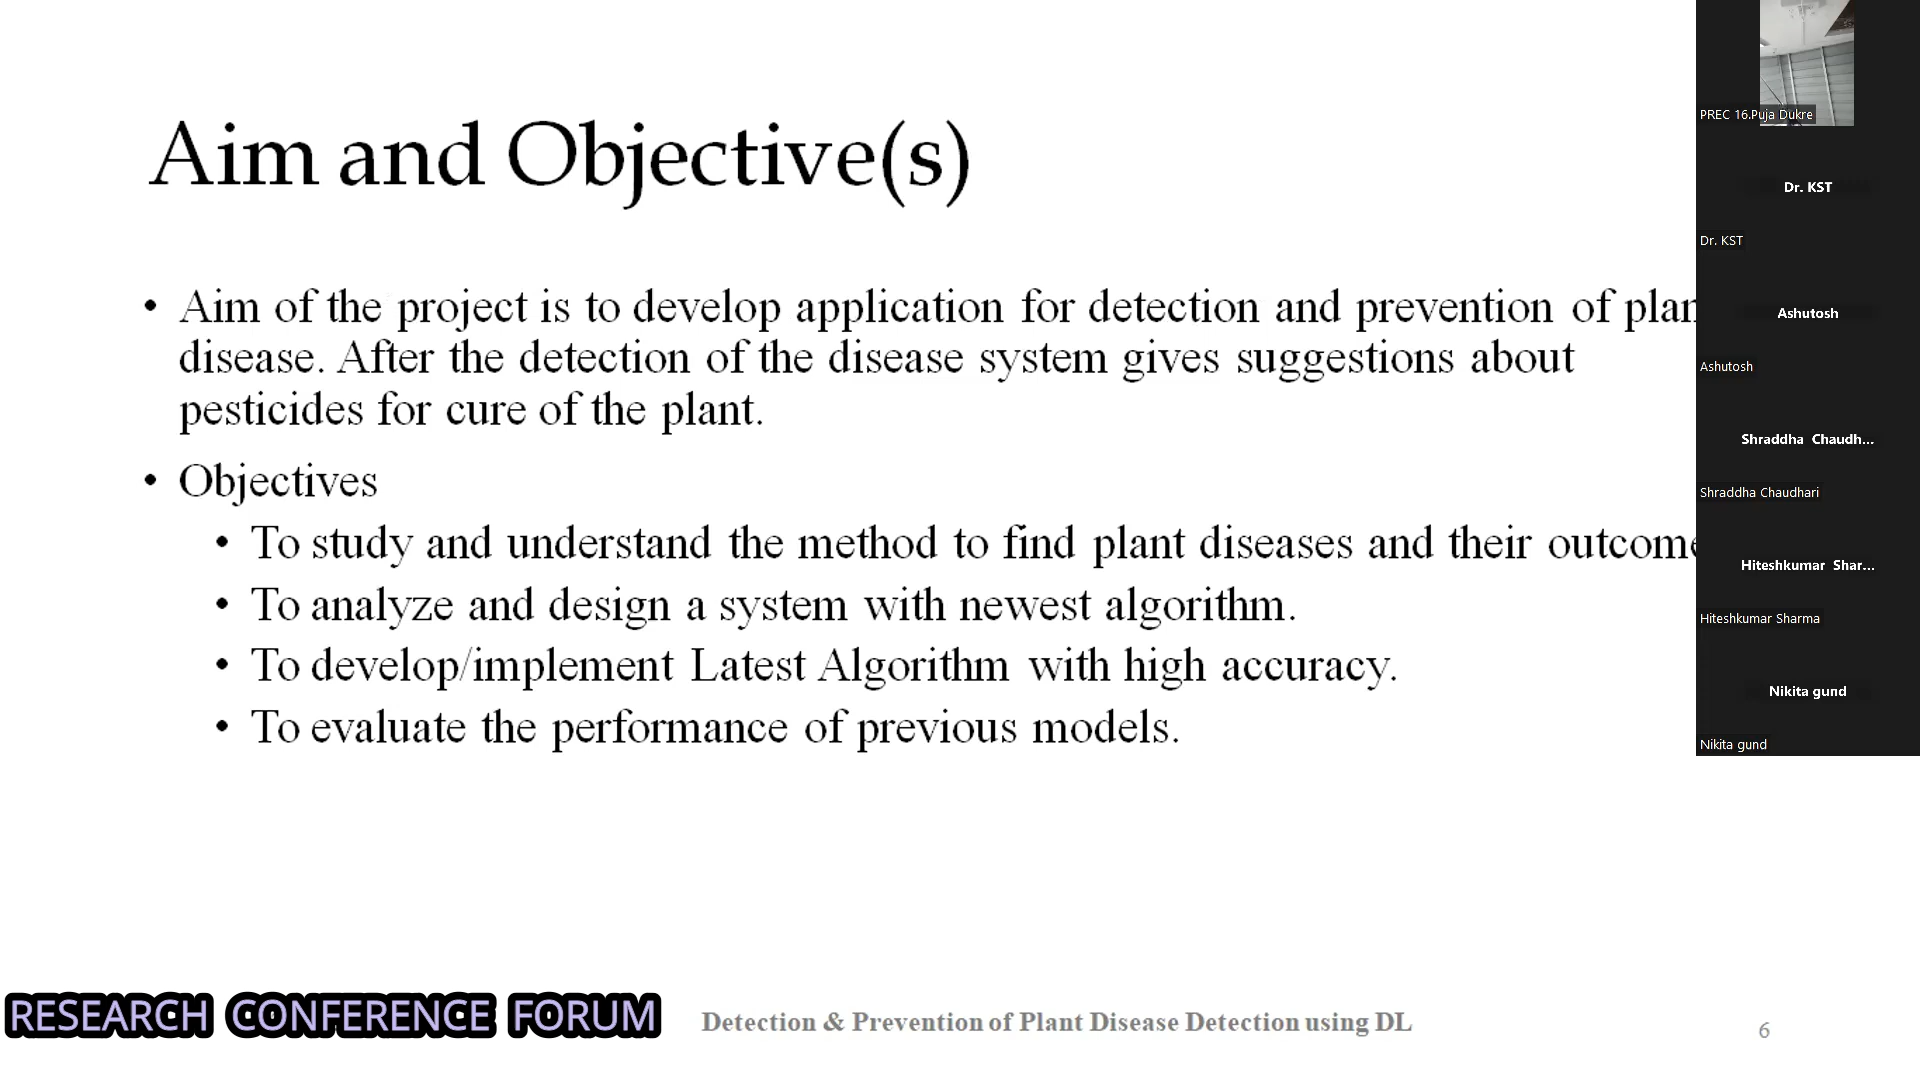 Aim and Objective(s)
• Aim of the project is to develop application for detection and prevention of plan
disease. After the detection of the disease system gives suggestions about
pesticides for cure of the plant.
• Objectives
• To study and understand the method to find plant diseases and their outcome
• To analyze and design a system with newest algorithm.
• To develop/implement Latest Algorithm with high accuracy.
• To evaluate the performance of previous models.
RESEARCH CONFERENCE FORUM
Detection & Prevention of Plant Disease Detection using DL
6
PREC 16.Puja Dukre
Dr. KST
Dr. KST
Ashutosh
Ashutosh
Shraddha Chaudh...
Shraddha Chaudhari
Hiteshkumar Shar...
Hiteshkumar Sharma
Nikita gund
Nikita gund